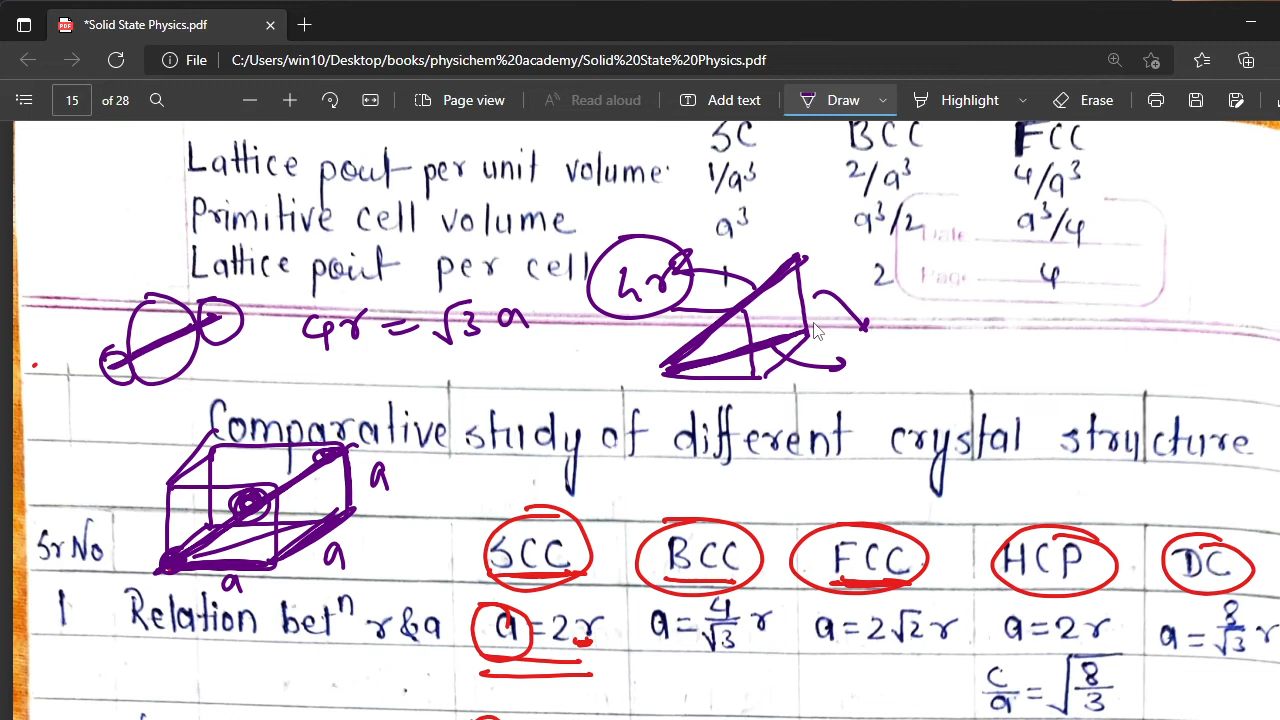 *Solid State Physics.pdf
File C:/Users/win10/Desktop/books/physichem%20academy/Solid%20State%20Physics.pdf
15 of 28 Page view Read aloud Add text Draw Highlight Erase
SC BCC FCC
Lattice point per unit volume: 1/a³ 2/a³ 4/a³
Primitive cell volume a³ a³/2 a³/4
Date
Lattice point per cell 1 2 4
Page
4r
4r = √3 a
Comparative study of different crystal structure
a
a
a
Sr No SCC BCC FCC HCP DC
1 Relation betⁿ r & a a = 2r a = 4/√3 r a = 2√2 r a = 2r a = 8/√3 r
c/a = √8/3